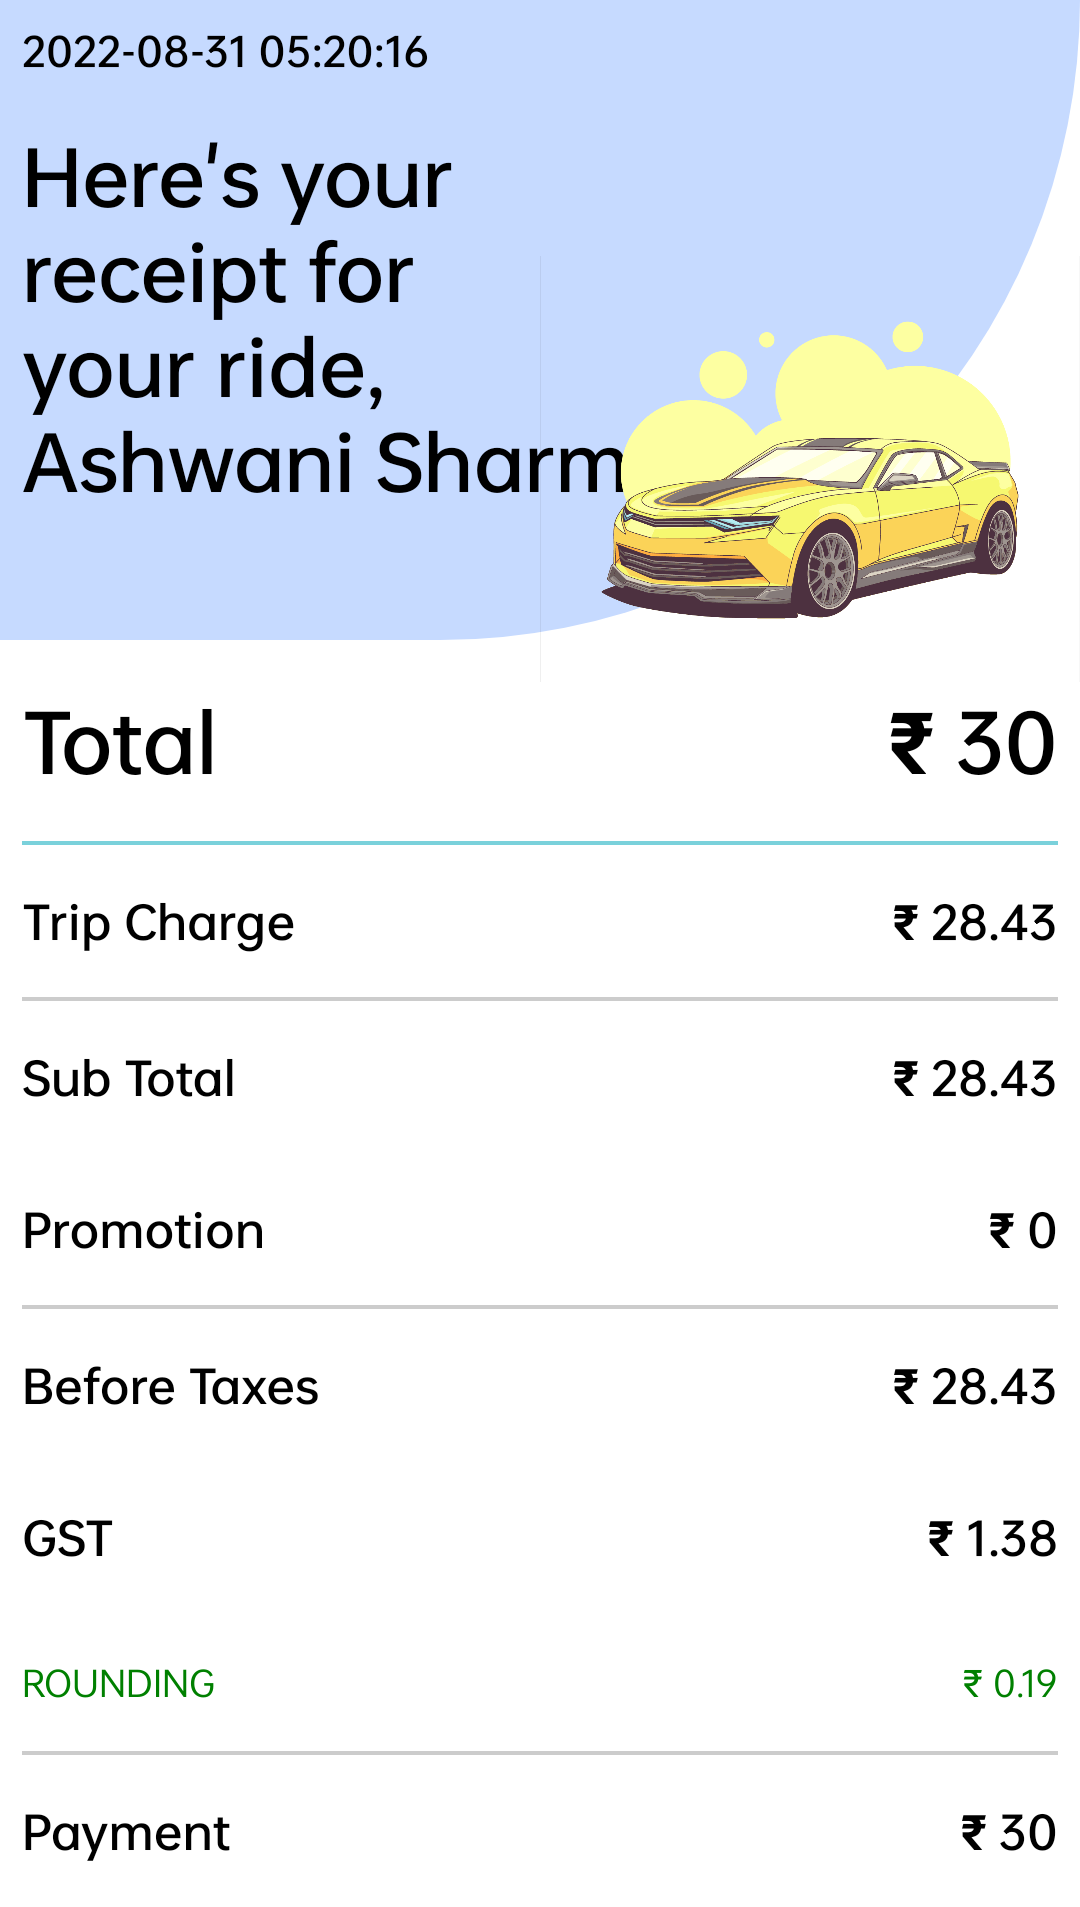 2022-08-31 05:20:16
Here's your
receipt for
your ride,
Ashwani Sharm
Total ₹ 30
Trip Charge ₹ 28.43
Sub Total ₹ 28.43
Promotion ₹ 0
Before Taxes ₹ 28.43
GST ₹ 1.38
ROUNDING ₹ 0.19
Payment ₹ 30